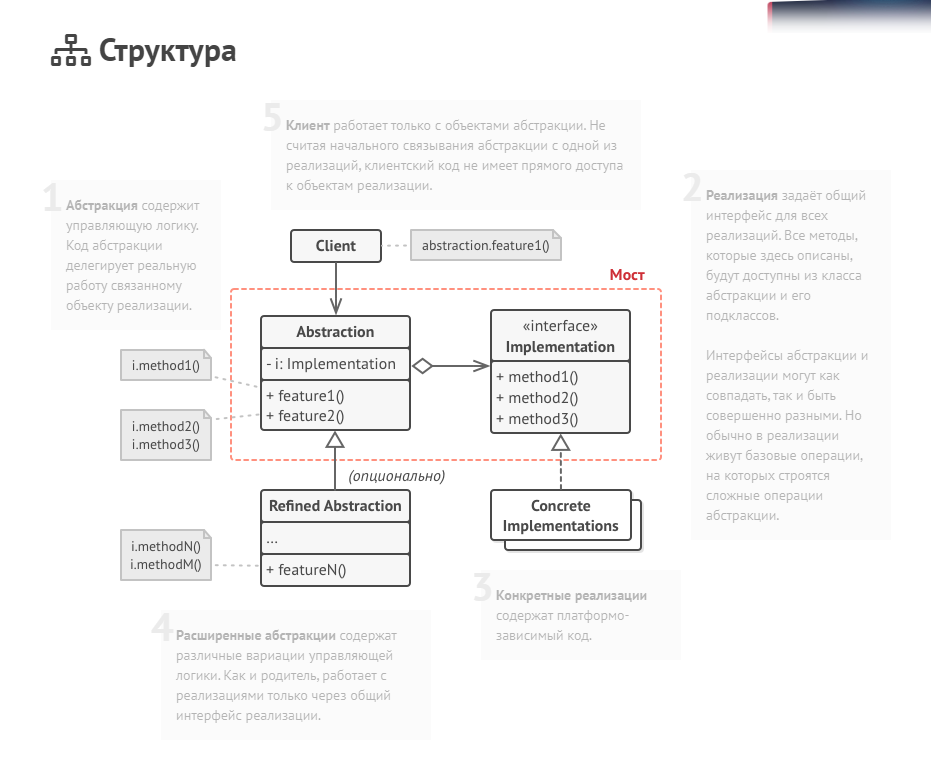 Структура
5
Клиент работает только с объектами абстракции. Не
считая начального связывания абстракции с одной из
реализаций, клиентский код не имеет прямого доступа
к объектам реализации.
1
Абстракция содержит
управляющую логику.
Код абстракции
делегирует реальную
работу связанному
объекту реализации.
2
Реализация задаёт общий
интерфейс для всех
реализаций. Все методы,
которые здесь описаны,
будут доступны из класса
абстракции и его
подклассов.
Интерфейсы абстракции и
реализации могут как
совпадать, так и быть
совершенно разными. Но
обычно в реализации
живут базовые операции,
на которых строятся
сложные операции
абстракции.
Client
abstraction.feature1()
Мост
Abstraction
- i: Implementation
+ feature1()
+ feature2()
«interface»
Implementation
+ method1()
+ method2()
+ method3()
i.method1()
i.method2()
i.method3()
(опционально)
Refined Abstraction
...
+ featureN()
Concrete
Implementations
i.methodN()
i.methodM()
3
Конкретные реализации
содержат платформо-
зависимый код.
4
Расширенные абстракции содержат
различные вариации управляющей
логики. Как и родитель, работает с
реализациями только через общий
интерфейс реализации.